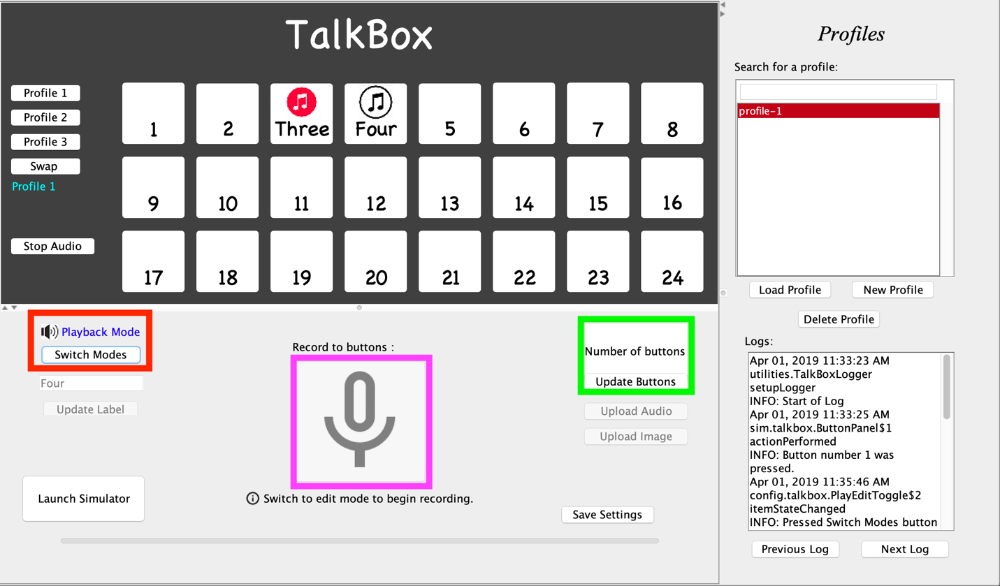 TalkBox
Profile 1
Profile 2
Profile 3
Swap
Profile 1
Stop Audio
1 2 Three Four 5 6 7 8
9 10 11 12 13 14 15 16
17 18 19 20 21 22 23 24
Playback Mode
Switch Modes
Four
Update Label
Launch Simulator
Record to buttons :
Switch to edit mode to begin recording.
Number of buttons
Update Buttons
Upload Audio
Upload Image
Save Settings
Profiles
Search for a profile:
profile-1
Load Profile
New Profile
Delete Profile
Logs:
Apr 01, 2019 11:33:23 AM
utilities.TalkBoxLogger
setupLogger
INFO: Start of Log
Apr 01, 2019 11:33:25 AM
sim.talkbox.ButtonPanel$1
actionPerformed
INFO: Button number 1 was
pressed.
Apr 01, 2019 11:35:46 AM
config.talkbox.PlayEditToggle$2
itemStateChanged
INFO: Pressed Switch Modes button
Previous Log
Next Log